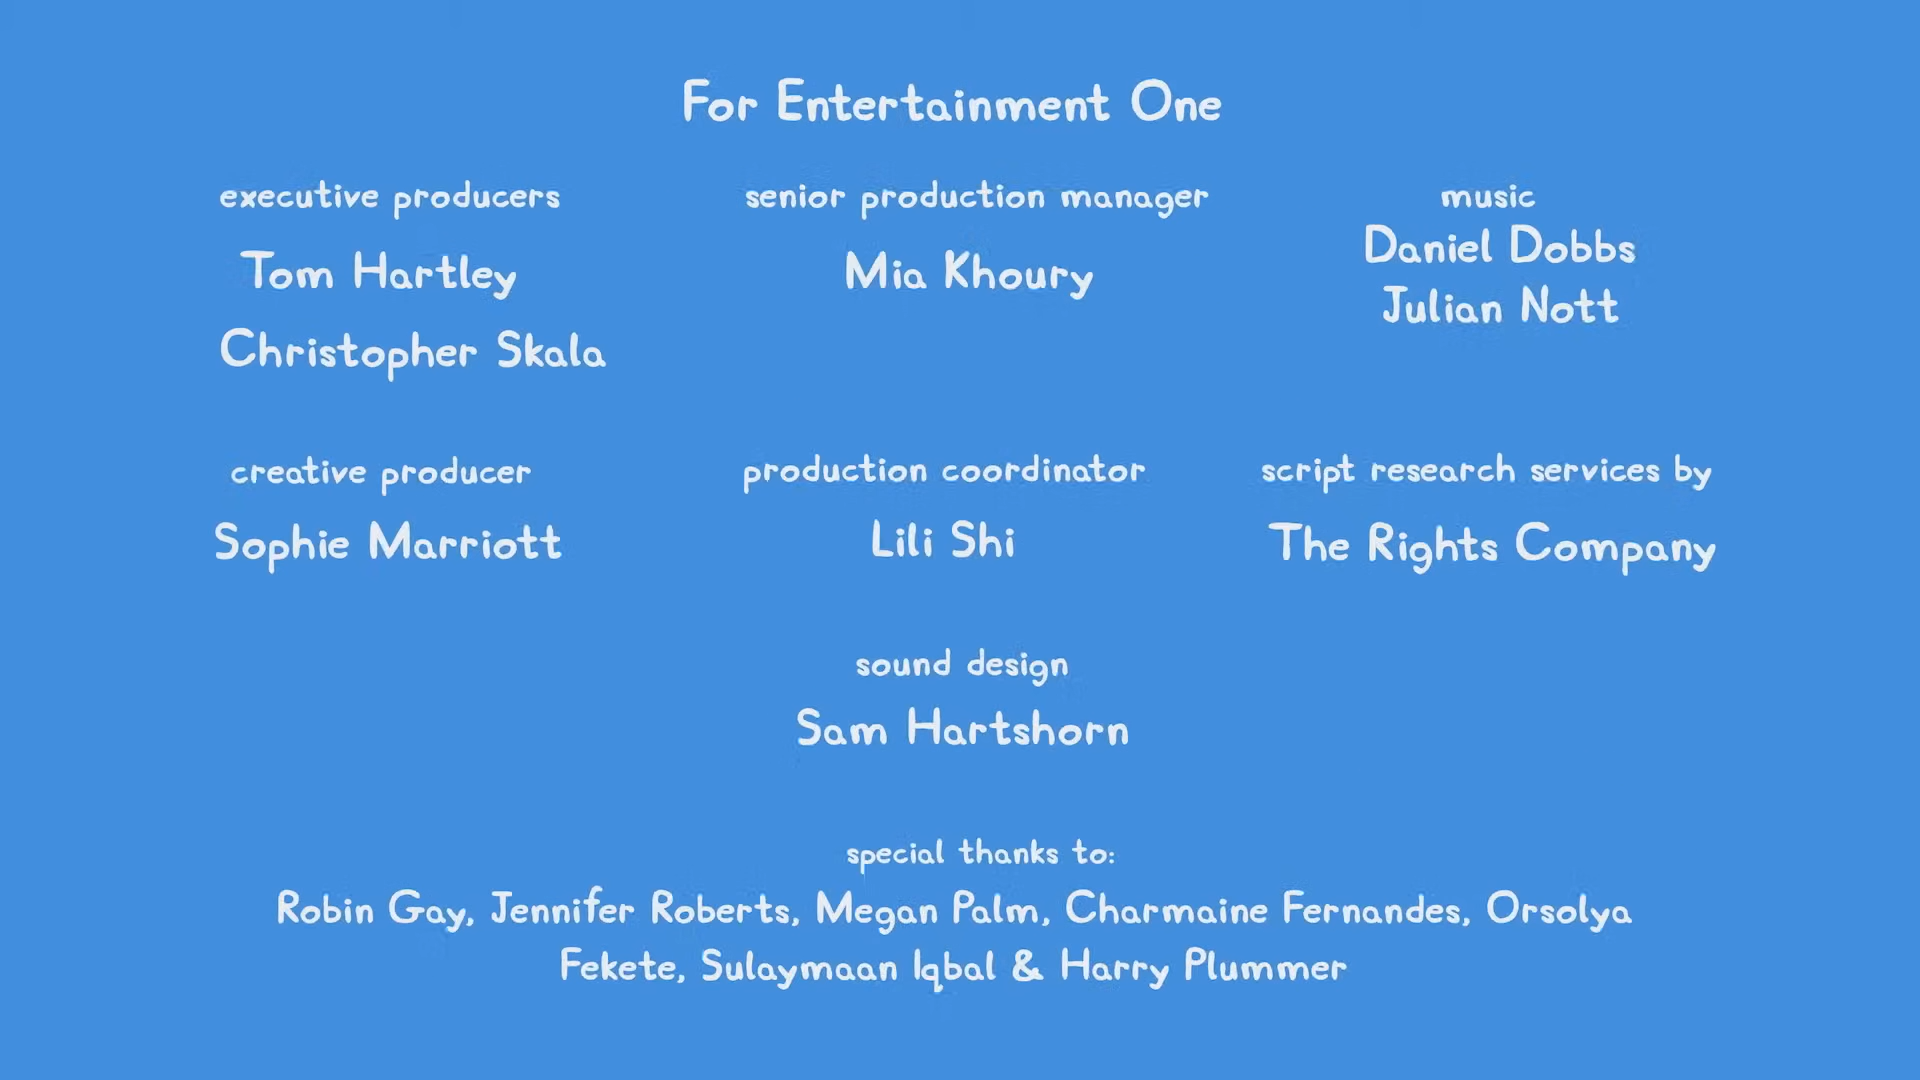 For Entertainment One
executive producers
Tom Hartley
Christopher Skala
senior production manager
Mia Khoury
music
Daniel Dobbs
Julian Nott
creative producer
Sophie Marriott
production coordinator
Lili Shi
script research services by
The Rights Company
sound design
Sam Hartshorn
special thanks to:
Robin Gay, Jennifer Roberts, Megan Palm, Charmaine Fernandes, Orsolya
Fekete, Sulaymaan Iqbal & Harry Plummer